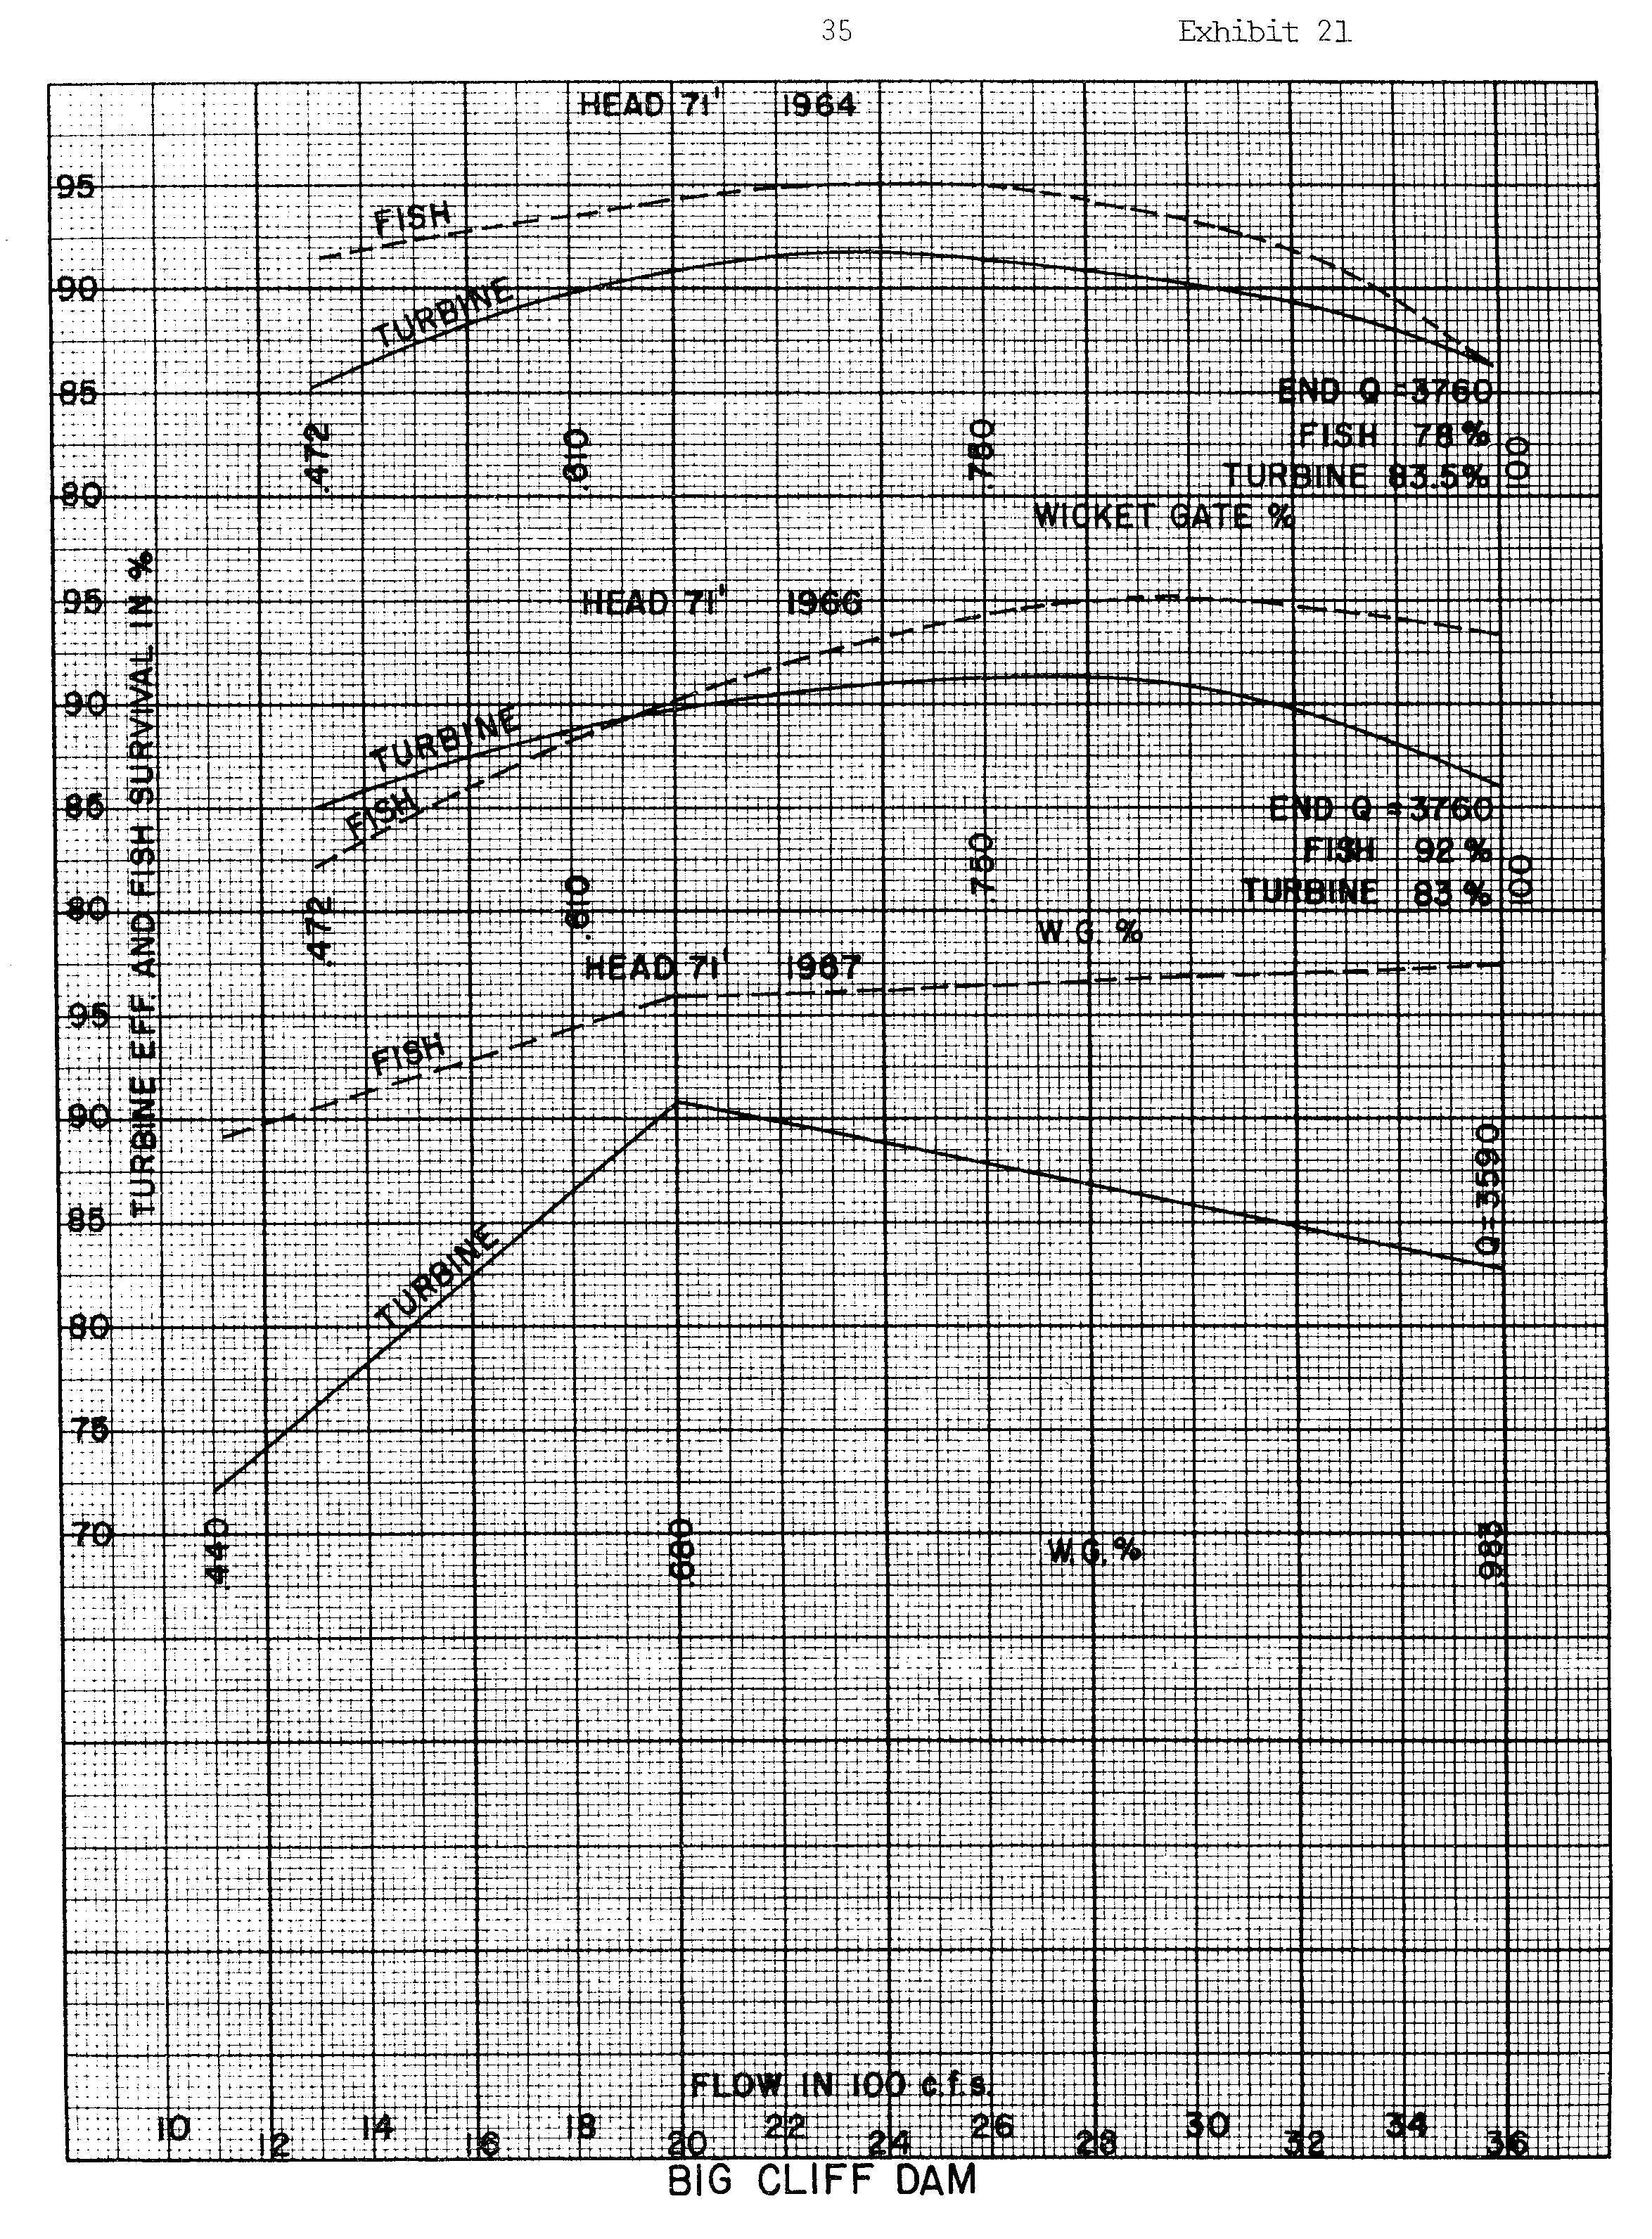 35 Exhibit 21
HEAD 71' 1964
95
FISH
90
TURBINE
85
END Q = 3760
FISH 78%
TURBINE 83.5%
.472
.610
.750
100
80
WICKET GATE %
TURBINE EFF. AND FISH SURVIVAL IN %
95
HEAD 71' 1966
90
TURBINE
85
FISH
END Q = 3760
FISH 92%
TURBINE 83%
.472
.610
.750
100
80
W.G. %
HEAD 71' 1967
95
FISH
90
Q=3590
85
TURBINE
80
75
70
.440
.680
W.G. %
.983
FLOW IN 100 c.f.s.
10 12 14 16 18 20 22 24 26 28 30 32 34 36
BIG CLIFF DAM